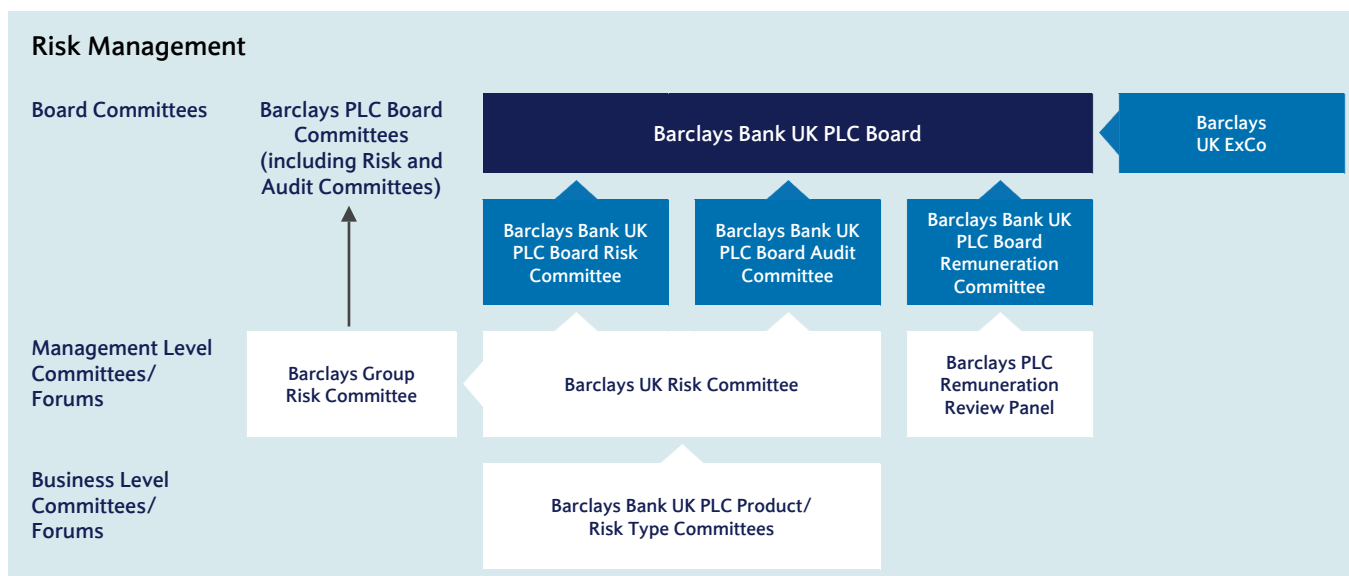 Risk Management
Board Committees
Barclays PLC Board
Committees
(including Risk and
Audit Committees)
Barclays Bank UK PLC Board
Barclays
UK ExCo
Barclays Bank UK
PLC Board Risk
Committee
Barclays Bank UK
PLC Board Audit
Committee
Barclays Bank UK
PLC Board
Remuneration
Committee
Management Level
Committees/
Forums
Barclays Group
Risk Committee
Barclays UK Risk Committee
Barclays PLC
Remuneration
Review Panel
Business Level
Committees/
Forums
Barclays Bank UK PLC Product/
Risk Type Committees